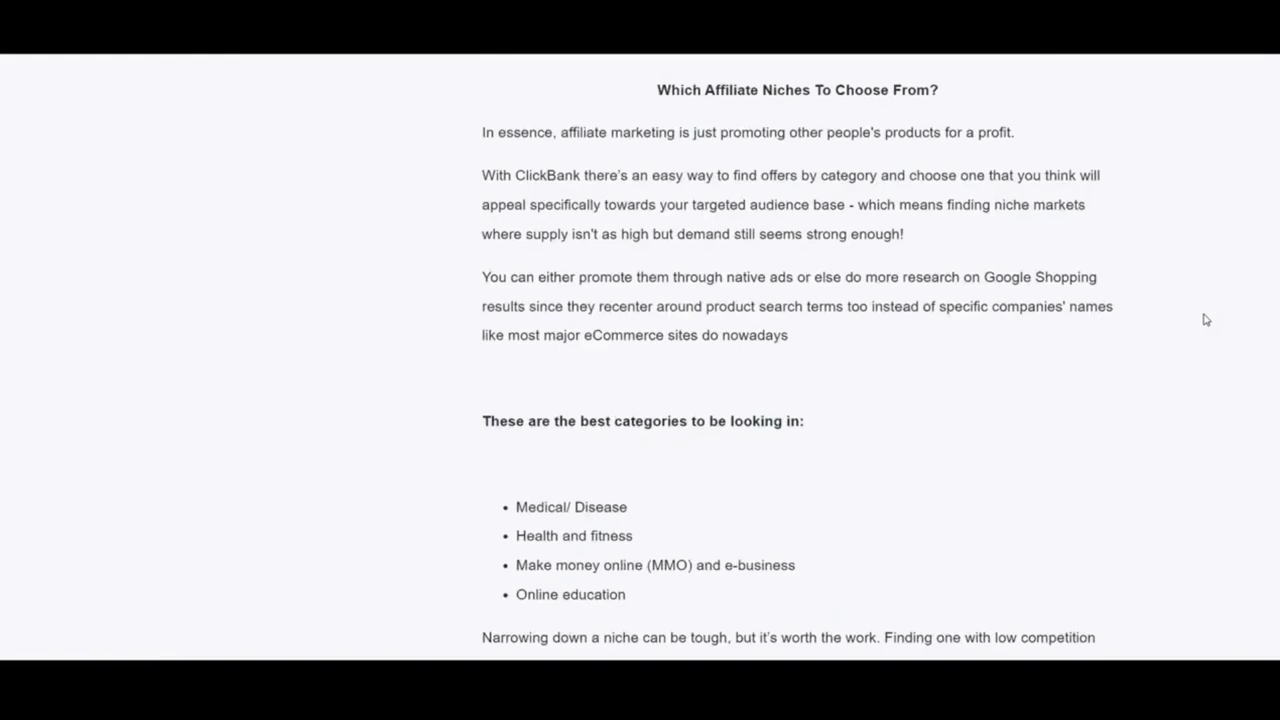 Which Affiliate Niches To Choose From?
In essence, affiliate marketing is just promoting other people's products for a profit.
With ClickBank there's an easy way to find offers by category and choose one that you think will
appeal specifically towards your targeted audience base - which means finding niche markets
where supply isn't as high but demand still seems strong enough!
You can either promote them through native ads or else do more research on Google Shopping
results since they recenter around product search terms too instead of specific companies' names
like most major eCommerce sites do nowadays
These are the best categories to be looking in:
• Medical/ Disease
• Health and fitness
• Make money online (MMO) and e-business
• Online education
Narrowing down a niche can be tough, but it's worth the work. Finding one with low competition